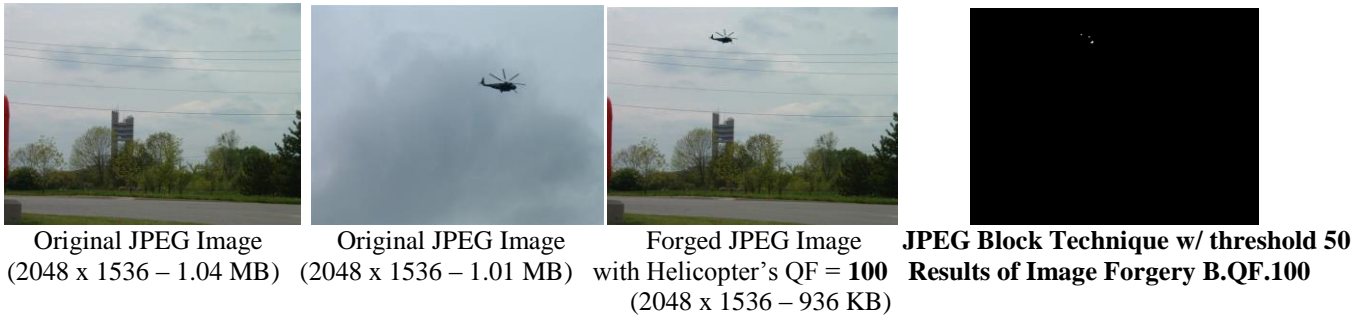 Original JPEG Image
(2048 x 1536 – 1.04 MB)
Original JPEG Image
(2048 x 1536 – 1.01 MB)
Forged JPEG Image
with Helicopter's QF = 100
(2048 x 1536 – 936 KB)
JPEG Block Technique w/ threshold 50
Results of Image Forgery B.QF.100